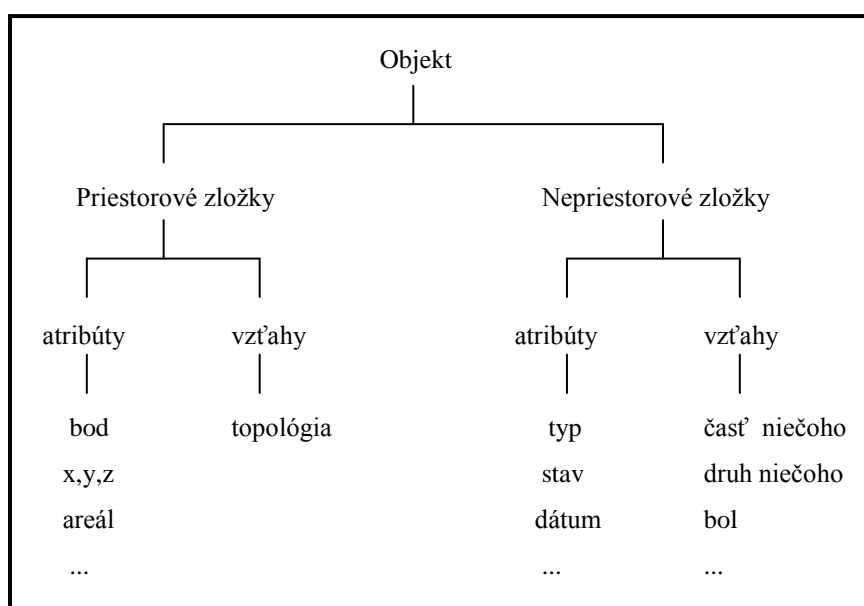 Objekt
Priestorové zložky Nepriestorové zložky
atribúty vzťahy atribúty vzťahy
bod topológia typ časť niečoho
x,y,z stav druh niečoho
areál dátum bol
... ... ...